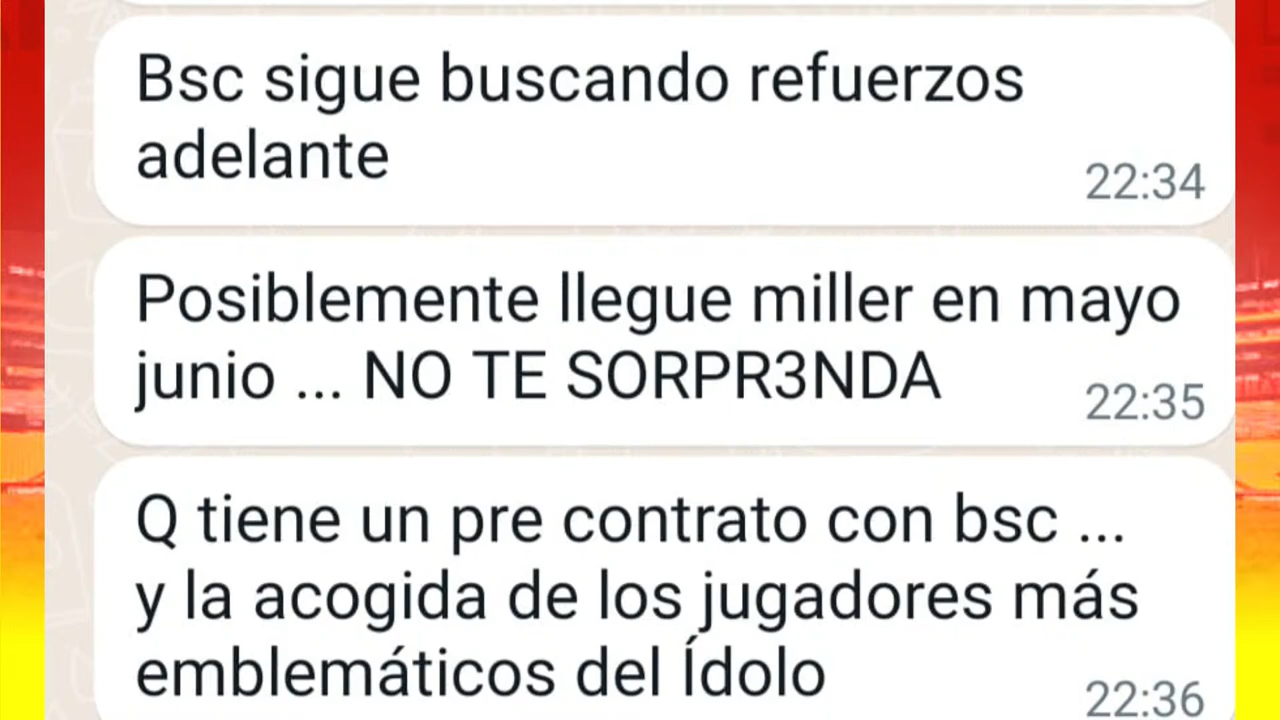 Bsc sigue buscando refuerzos
adelante
22:34
Posiblemente llegue miller en mayo
junio ... NO TE SORPR3NDA
22:35
Q tiene un pre contrato con bsc ...
y la acogida de los jugadores más
emblemáticos del Ídolo
22:36